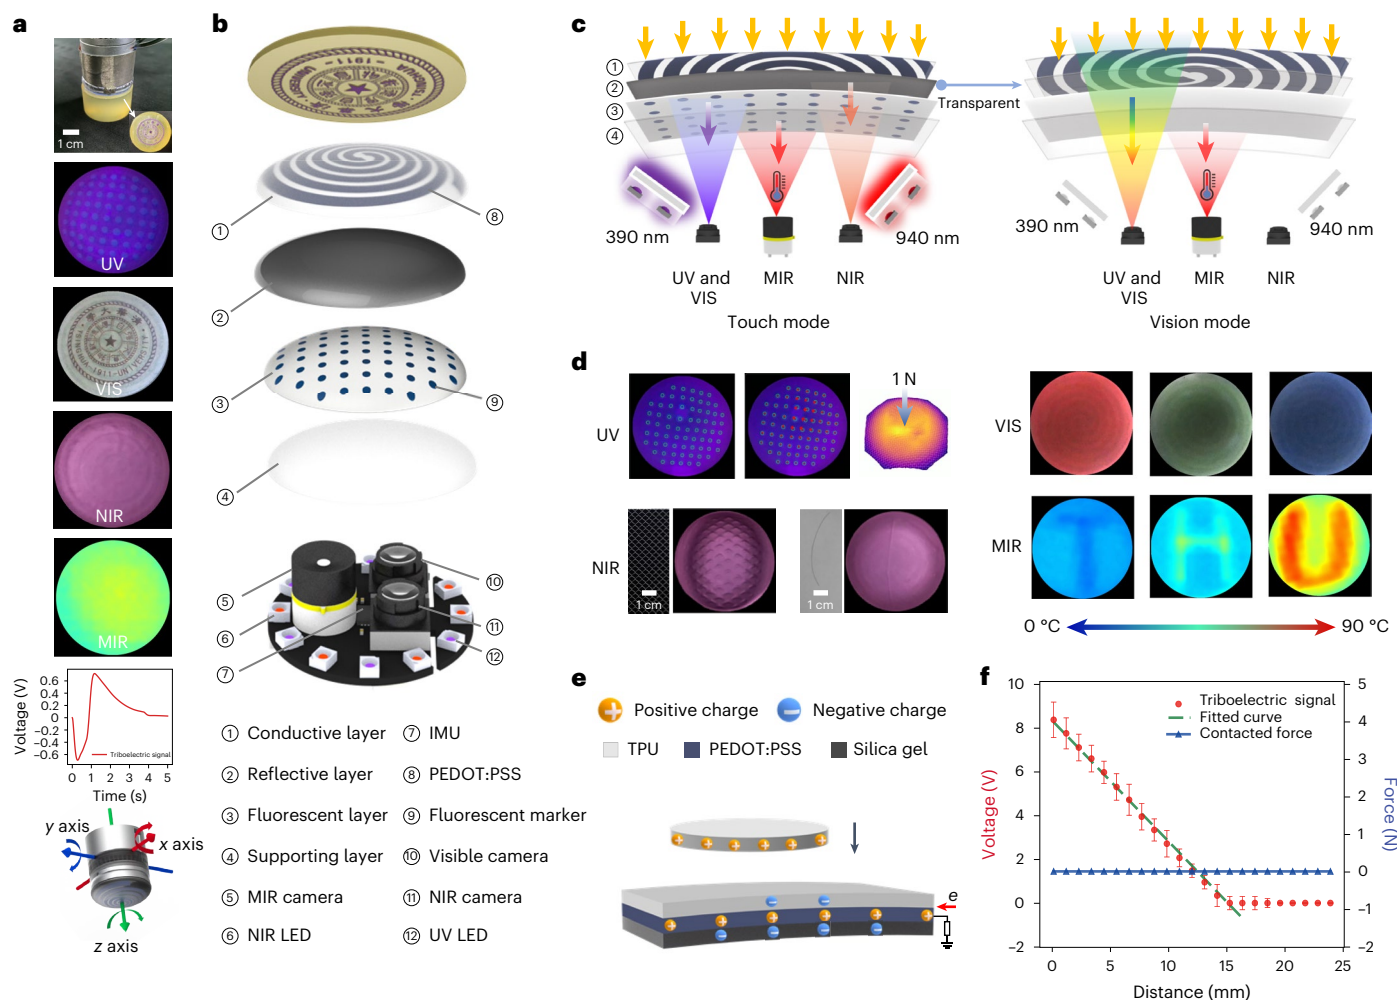 a
1 cm
UV
VIS
NIR
MIR
Voltage (V)
0.6
0.4
0.2
0
−0.2
−0.4
−0.6
Triboelectric signal
0 1 2 3 4 5
Time (s)
y axis
x axis
z axis
b
1911
①
⑧
②
③
⑨
④
⑤
⑩
⑥
⑪
⑦
⑫
① Conductive layer
② Reflective layer
③ Fluorescent layer
④ Supporting layer
⑤ MIR camera
⑥ NIR LED
⑦ IMU
⑧ PEDOT:PSS
⑨ Fluorescent marker
⑩ Visible camera
⑪ NIR camera
⑫ UV LED
c
①
②
③
④
Transparent
390 nm
940 nm
UV and VIS
MIR
NIR
Touch mode
390 nm
940 nm
UV and VIS
MIR
NIR
Vision mode
d
UV
1 N
NIR
1 cm
1 cm
VIS
MIR
T
H
U
0 °C
90 °C
e
Positive charge
Negative charge
TPU
PEDOT:PSS
Silica gel
e
f
Triboelectric signal
Fitted curve
Contacted force
Voltage (V)
10
8
6
4
2
0
−2
Force (N)
5
4
3
2
1
0
−1
−2
0 5 10 15 20 25
Distance (mm)